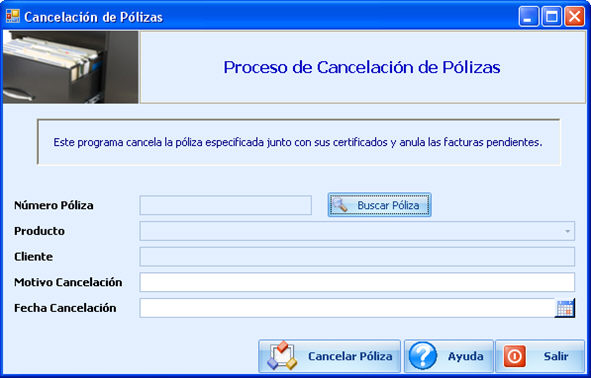 Cancelación de Pólizas
Proceso de Cancelación de Pólizas
Este programa cancela la póliza especificada junto con sus certificados y anula las facturas pendientes.
Número Póliza
Buscar Póliza
Producto
Cliente
Motivo Cancelación
Fecha Cancelación
Cancelar Póliza
Ayuda
Salir